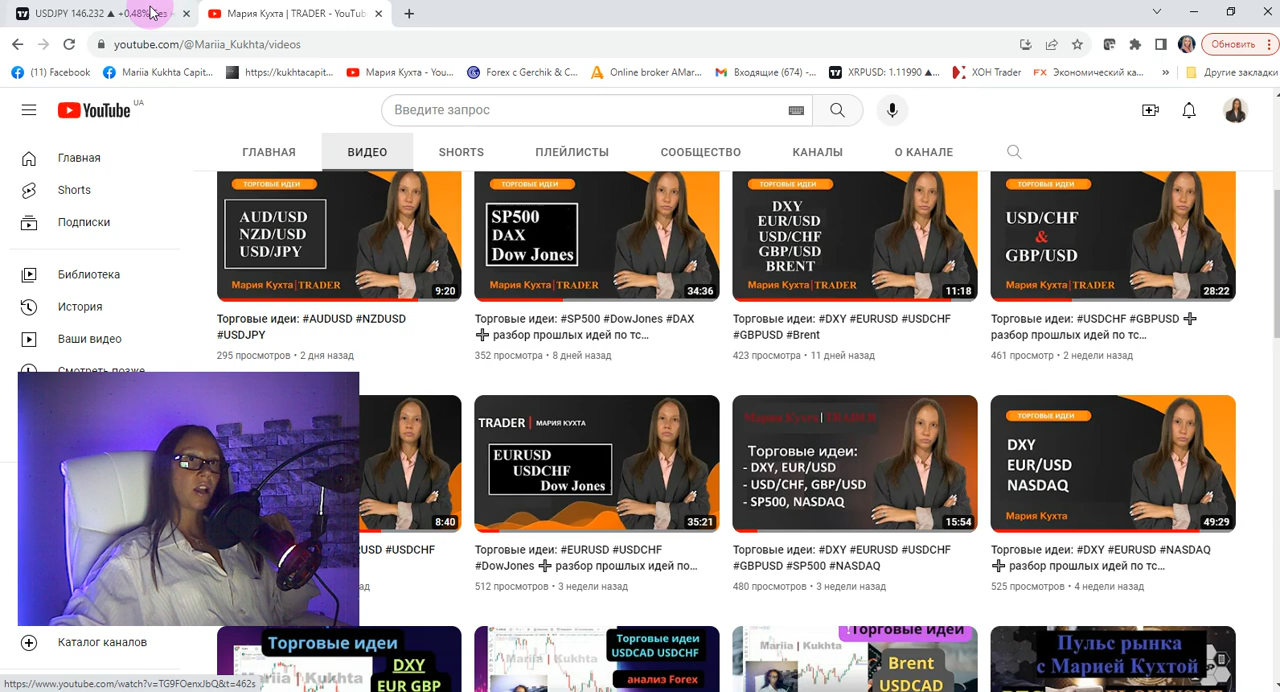 USDJPY 146.232 ▲ +0.48%
Мария Кухта | TRADER - YouTub
youtube.com/@Mariia_Kukhta/videos
Обновить
(11) Facebook
Mariia Kukhta Capit...
https://kukhtacapit...
Мария Кухта - You...
Forex c Gerchik & C...
Online broker AMar...
Входящие (674) -...
XRPUSD: 1.11990 ▲...
XOH Trader
FX Экономический ка...
»
Другие закладки
YouTube UA
Введите запрос
ГЛАВНАЯ
ВИДЕО
SHORTS
ПЛЕЙЛИСТЫ
СООБЩЕСТВО
КАНАЛЫ
О КАНАЛЕ
Главная
Shorts
Подписки
Библиотека
История
Ваши видео
Смотреть позже
Каталог каналов
ТОРГОВЫЕ ИДЕИ
AUD/USD
NZD/USD
USD/JPY
Мария Кухта|TRADER
9:20
Торговые идеи: #AUDUSD #NZDUSD
#USDJPY
295 просмотров • 2 дня назад
ТОРГОВЫЕ ИДЕИ
SP500
DAX
Dow Jones
Мария Кухта|TRADER
34:36
Торговые идеи: #SP500 #DowJones #DAX
➕ разбор прошлых идей по тс...
352 просмотра • 8 дней назад
ТОРГОВЫЕ ИДЕИ
DXY
EUR/USD
USD/CHF
GBP/USD
BRENT
Мария Кухта|TRADER
11:18
Торговые идеи: #DXY #EURUSD #USDCHF
#GBPUSD #Brent
423 просмотра • 11 дней назад
ТОРГОВЫЕ ИДЕИ
USD/CHF
&
GBP/USD
Мария Кухта|TRADER
28:22
Торговые идеи: #USDCHF #GBPUSD ➕
разбор прошлых идей по тс...
461 просмотр • 2 недели назад
8:40
USD #USDCHF
TRADER | МАРИЯ КУХТА
EURUSD
USDCHF
Dow Jones
35:21
Торговые идеи: #EURUSD #USDCHF
#DowJones ➕ разбор прошлых идей по...
512 просмотров • 3 недели назад
Мария Кухта|TRADER
Торговые идеи:
- DXY, EUR/USD
- USD/CHF, GBP/USD
- SP500, NASDAQ
15:54
Торговые идеи: #DXY #EURUSD #USDCHF
#GBPUSD #SP500 #NASDAQ
480 просмотров • 3 недели назад
ТОРГОВЫЕ ИДЕИ
DXY
EUR/USD
NASDAQ
Мария Кухта
49:29
Торговые идеи: #DXY #EURUSD #NASDAQ
➕ разбор прошлых идей по тс...
525 просмотров • 4 недели назад
Торговые идеи
DXY
EUR GBP
Mariia | Kukhta
Торговые идеи
USDCAD USDCHF
анализ Forex
Mariia | Kukhta
Торговые идеи
Brent
USDCAD
Пульс рынка
с Марией Кухтой
https://www.youtube.com/watch?v=TG9FOenxJbQ&t=462s